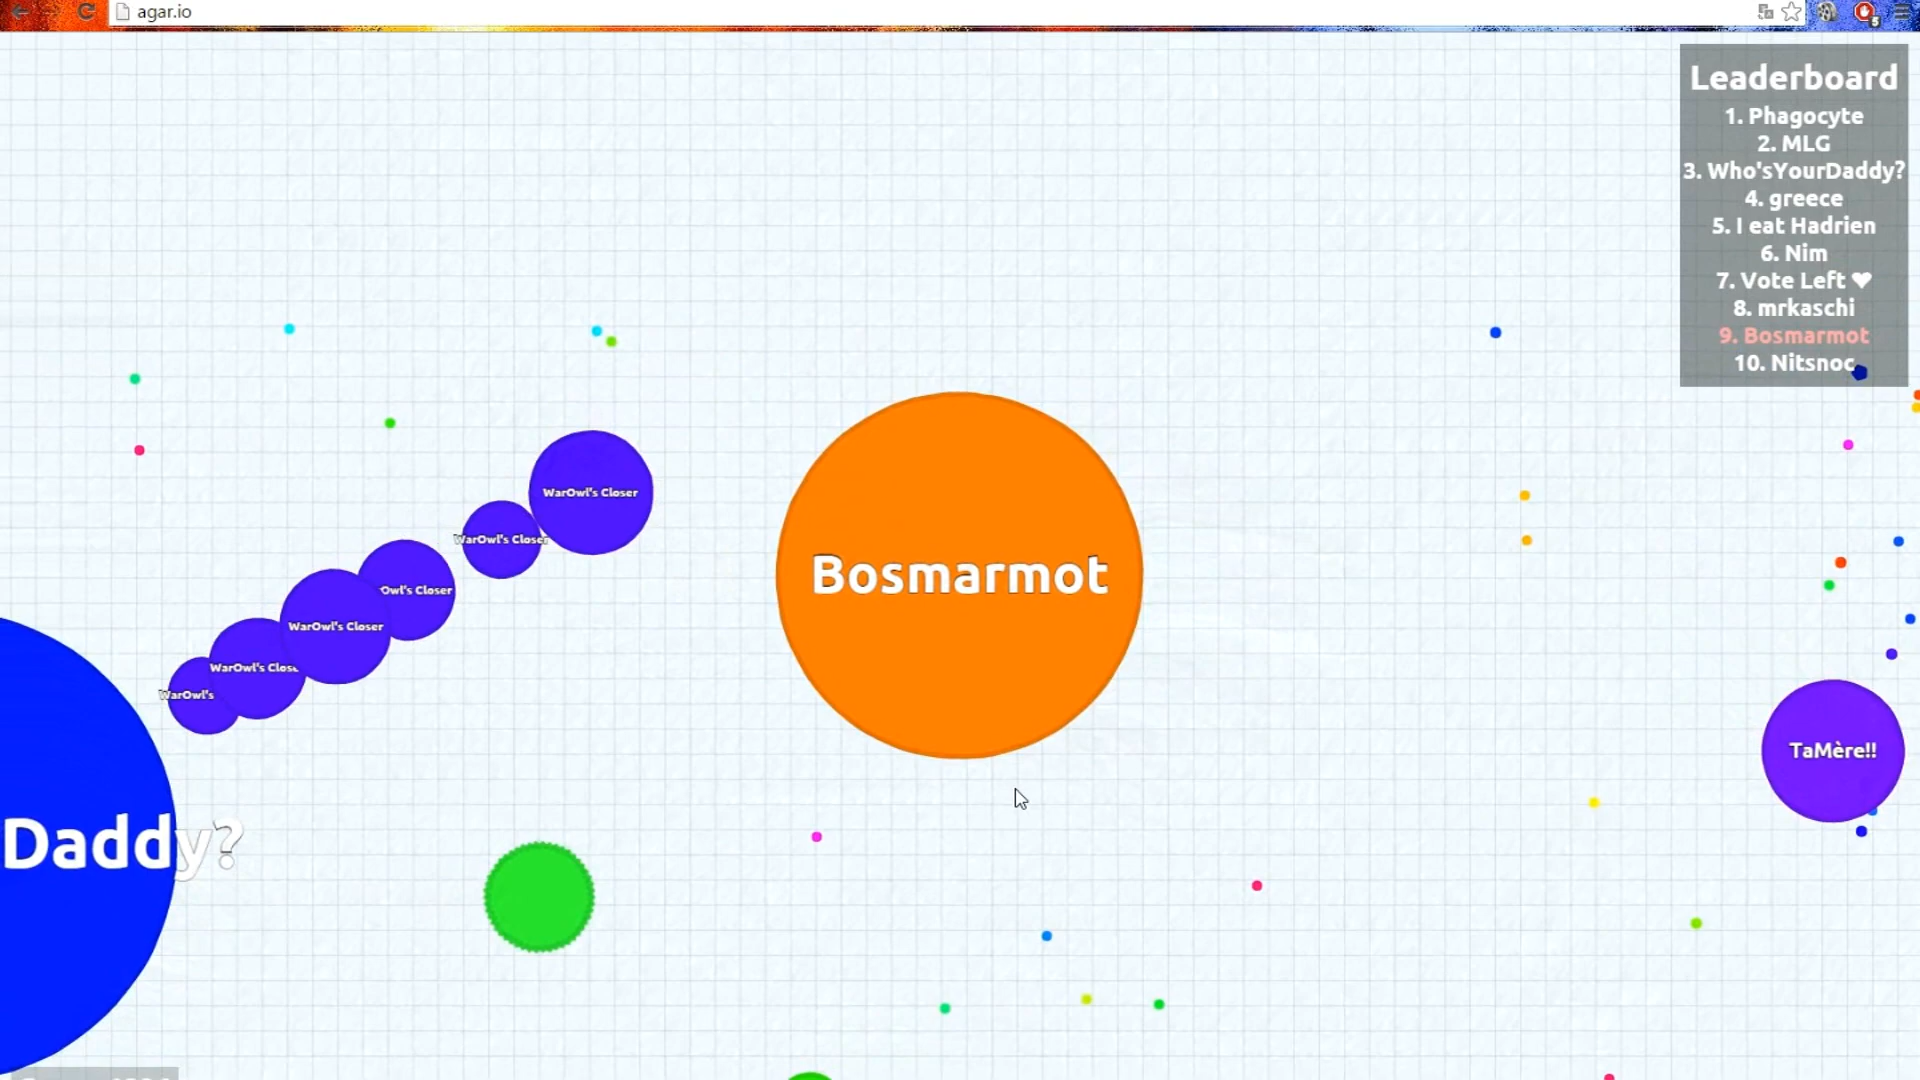 agar.io
5
Leaderboard
1. Phagocyte
2. MLG
3. Who'sYourDaddy?
4. greece
5. I eat Hadrien
6. Nim
7. Vote Left ♥
8. mrkaschi
9. Bosmarmot
10. Nitsnoc
WarOwl's Closer
WarOwl's Closer
Owl's Closer
WarOwl's Closer
WarOwl's Close
WarOwl's
Bosmarmot
TaMère!!
Daddy?